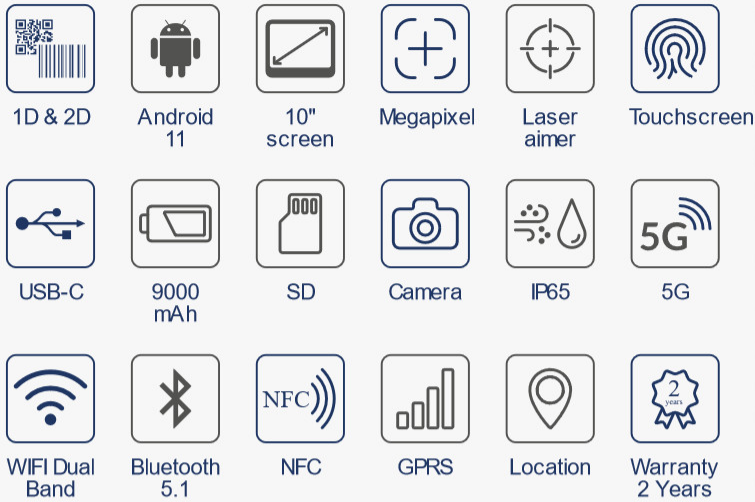 1D & 2D
Android
11
10"
screen
Megapixel
Laser
aimer
Touchscreen
USB-C
9000
mAh
SD
Camera
IP65
5G
5G
2
years
NFC
WIFI Dual
Band
Bluetooth
5.1
NFC
GPRS
Location
Warranty
2 Years